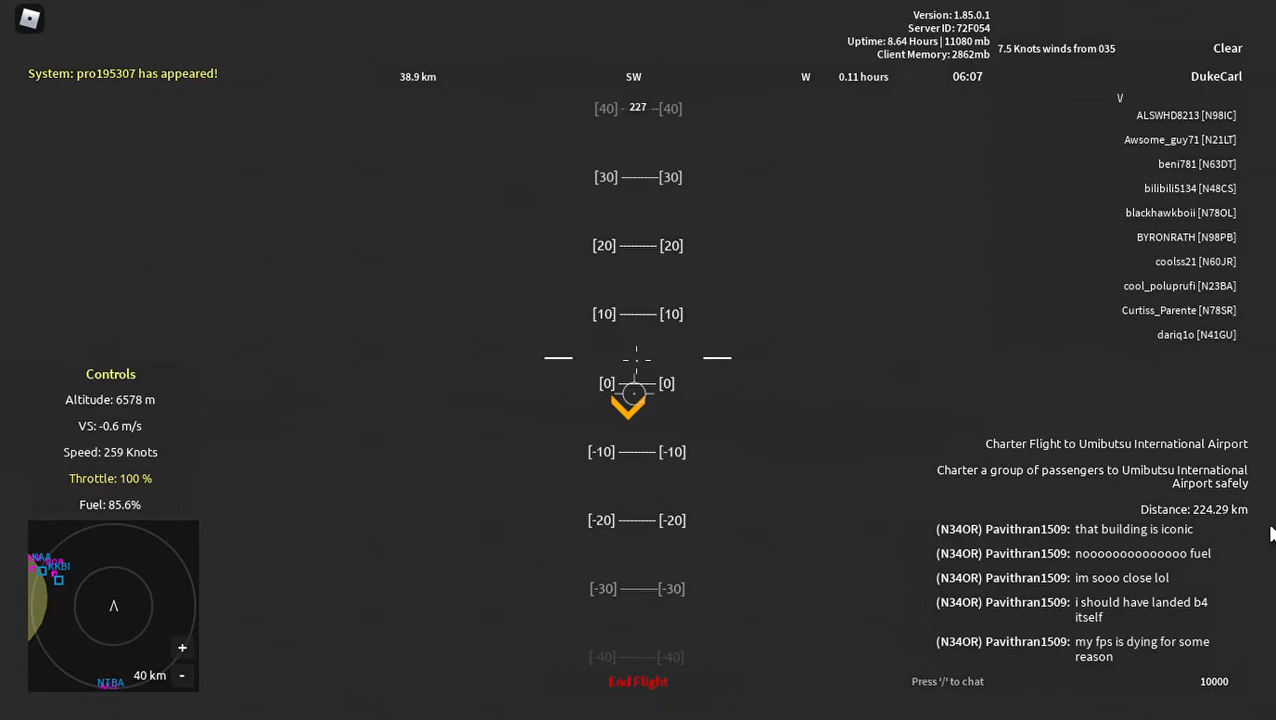 Version: 1.85.0.1
Server ID: 72F054
Uptime: 8.64 Hours | 11080 mb
Client Memory: 2862mb
7.5 Knots winds from 035
Clear
System: pro195307 has appeared!
38.9 km
SW
W
0.11 hours
06:07
DukeCarl
V
227
[40] [40]
[30] [30]
[20] [20]
[10] [10]
[0] [0]
[-10] [-10]
[-20] [-20]
[-30] [-30]
[-40] [-40]
ALSWHD8213 [N98IC]
Awsome_guy71 [N21LT]
beni781 [N63DT]
bilibili5134 [N48CS]
blackhawkboii [N78OL]
BYRONRATH [N98PB]
coolss21 [N60JR]
cool_poluprufi [N23BA]
Curtiss_Parente [N78SR]
dariq1o [N41GU]
Controls
Altitude: 6578 m
VS: -0.6 m/s
Speed: 259 Knots
Throttle: 100 %
Fuel: 85.6%
KAA
KKBI
NTBA
40 km
+
-
End Flight
Charter Flight to Umibutsu International Airport
Charter a group of passengers to Umibutsu International
Airport safely
Distance: 224.29 km
(N34OR) Pavithran1509: that building is iconic
(N34OR) Pavithran1509: nooooooooooooooo fuel
(N34OR) Pavithran1509: im sooo close lol
(N34OR) Pavithran1509: i should have landed b4
itself
(N34OR) Pavithran1509: my fps is dying for some
reason
Press '/' to chat
10000